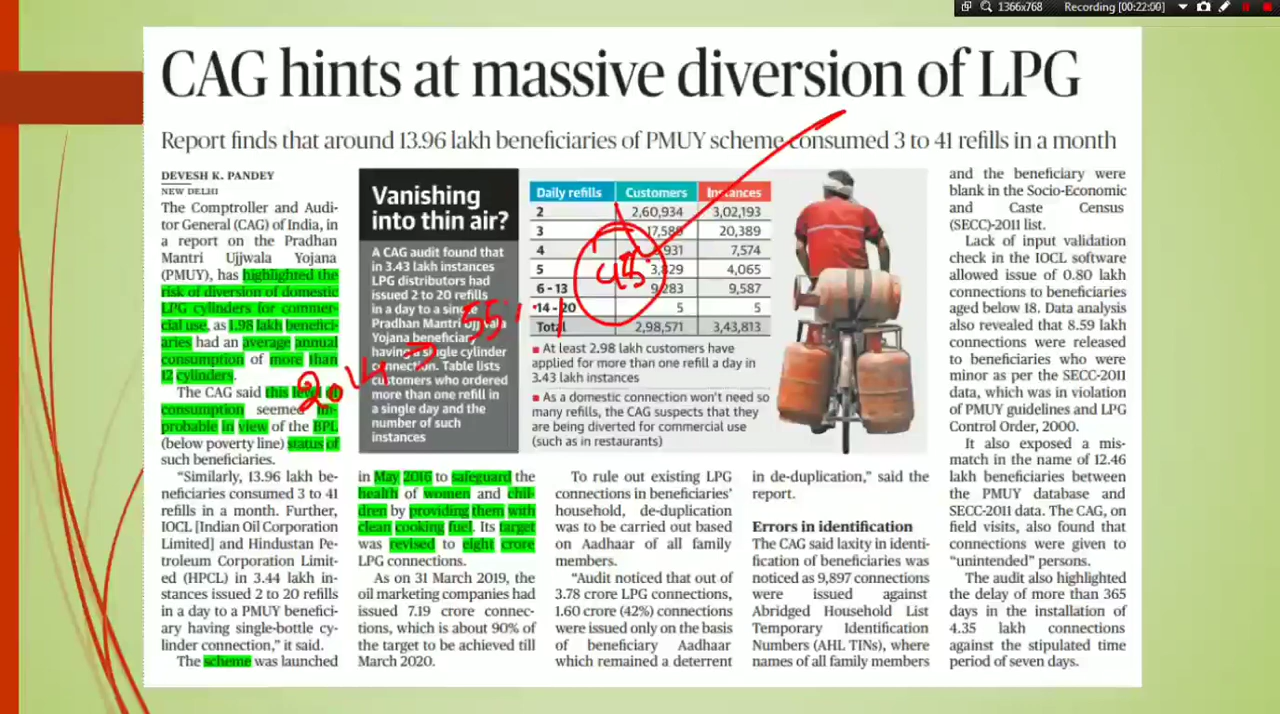 1366x768
Recording [00:22:00]
CAG hints at massive diversion of LPG
Report finds that around 13.96 lakh beneficiaries of PMUY scheme consumed 3 to 41 refills in a month
DEVESH K. PANDEY
NEW DELHI
The Comptroller and Audi-
tor General (CAG) of India, in
a report on the Pradhan
Mantri Ujjwala Yojana
(PMUY), has highlighted the
risk of diversion of domestic
LPG cylinders for commer-
cial use, as 1.98 lakh benefici-
aries had an average annual
consumption of more than
12 cylinders.
The CAG said this level of
consumption seemed im-
probable in view of the BPL
(below poverty line) status of
such beneficiaries.
"Similarly, 13.96 lakh be-
neficiaries consumed 3 to 41
refills in a month. Further,
IOCL [Indian Oil Corporation
Limited] and Hindustan Pe-
troleum Corporation Limit-
ed (HPCL) in 3.44 lakh in-
stances issued 2 to 20 refills
in a day to a PMUY benefici-
ary having single-bottle cy-
linder connection," it said.
The scheme was launched
Vanishing
into thin air?
A CAG audit found that
in 3.43 lakh instances
LPG distributors had
issued 2 to 20 refills
in a day to a single
Pradhan Mantri Ujjwala
Yojana beneficiary
having a single cylinder
connection. Table lists
customers who ordered
more than one refill in
a single day and the
number of such
instances
Daily refills Customers Instances
2 2,60,934 3,02,193
3 17,589 20,389
4 931 7,574
5 3,829 4,065
6 - 13 9,283 9,587
14 - 20 5 5
Total 2,98,571 3,43,813
■ At least 2.98 lakh customers have
applied for more than one refill a day in
3.43 lakh instances
■ As a domestic connection won't need so
many refills, the CAG suspects that they
are being diverted for commercial use
(such as in restaurants)
2014 = 55%
45
in May 2016 to safeguard the
health of women and chil-
dren by providing them with
clean cooking fuel. Its target
was revised to eight crore
LPG connections.
As on 31 March 2019, the
oil marketing companies had
issued 7.19 crore connec-
tions, which is about 90% of
the target to be achieved till
March 2020.
To rule out existing LPG
connections in beneficiaries'
household, de-duplication
was to be carried out based
on Aadhaar of all family
members.
"Audit noticed that out of
3.78 crore LPG connections,
1.60 crore (42%) connections
were issued only on the basis
of beneficiary Aadhaar
which remained a deterrent
in de-duplication," said the
report.
Errors in identification
The CAG said laxity in identi-
fication of beneficiaries was
noticed as 9,897 connections
were issued against
Abridged Household List
Temporary Identification
Numbers (AHL TINs), where
names of all family members
and the beneficiary were
blank in the Socio-Economic
and Caste Census
(SECC)-2011 list.
Lack of input validation
check in the IOCL software
allowed issue of 0.80 lakh
connections to beneficiaries
aged below 18. Data analysis
also revealed that 8.59 lakh
connections were released
to beneficiaries who were
minor as per the SECC-2011
data, which was in violation
of PMUY guidelines and LPG
Control Order, 2000.
It also exposed a mis-
match in the name of 12.46
lakh beneficiaries between
the PMUY database and
SECC-2011 data. The CAG, on
field visits, also found that
connections were given to
"unintended" persons.
The audit also highlighted
the delay of more than 365
days in the installation of
4.35 lakh connections
against the stipulated time
period of seven days.